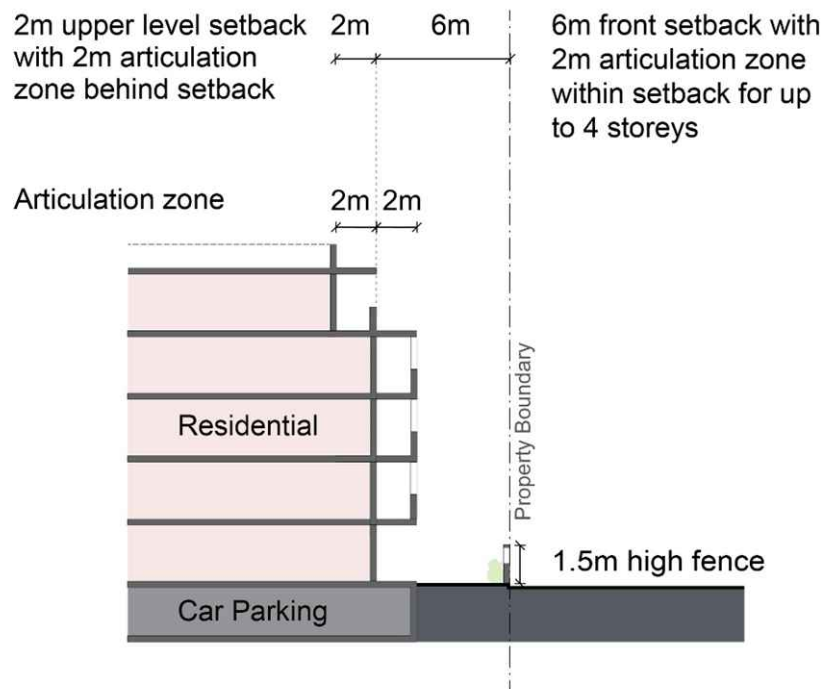 2m upper level setback
with 2m articulation
zone behind setback
2m
6m
6m front setback with
2m articulation zone
within setback for up
to 4 storeys
Articulation zone
2m
2m
Residential
Property Boundary
1.5m high fence
Car Parking